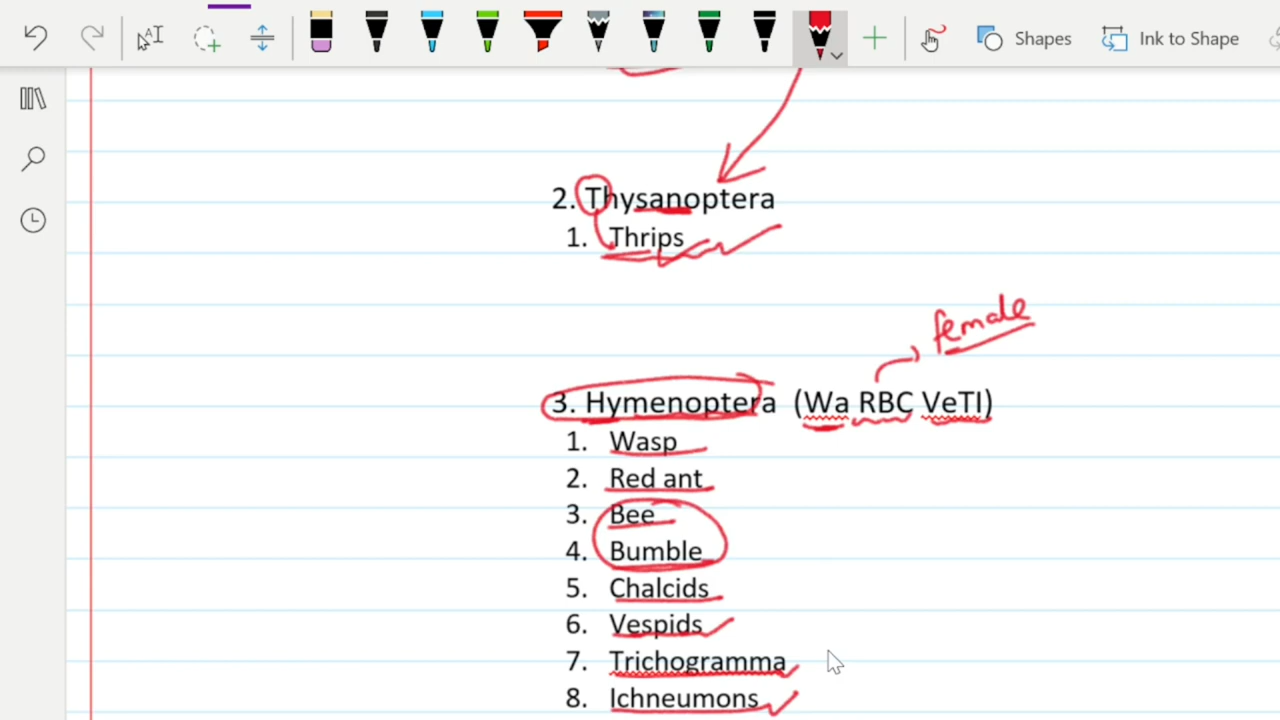 Shapes
Ink to Shape
2. Thysanoptera
1. Thrips
female
3. Hymenoptera (Wa RBC VeTI)
1. Wasp
2. Red ant
3. Bee
4. Bumble
5. Chalcids
6. Vespids
7. Trichogramma
8. Ichneumons